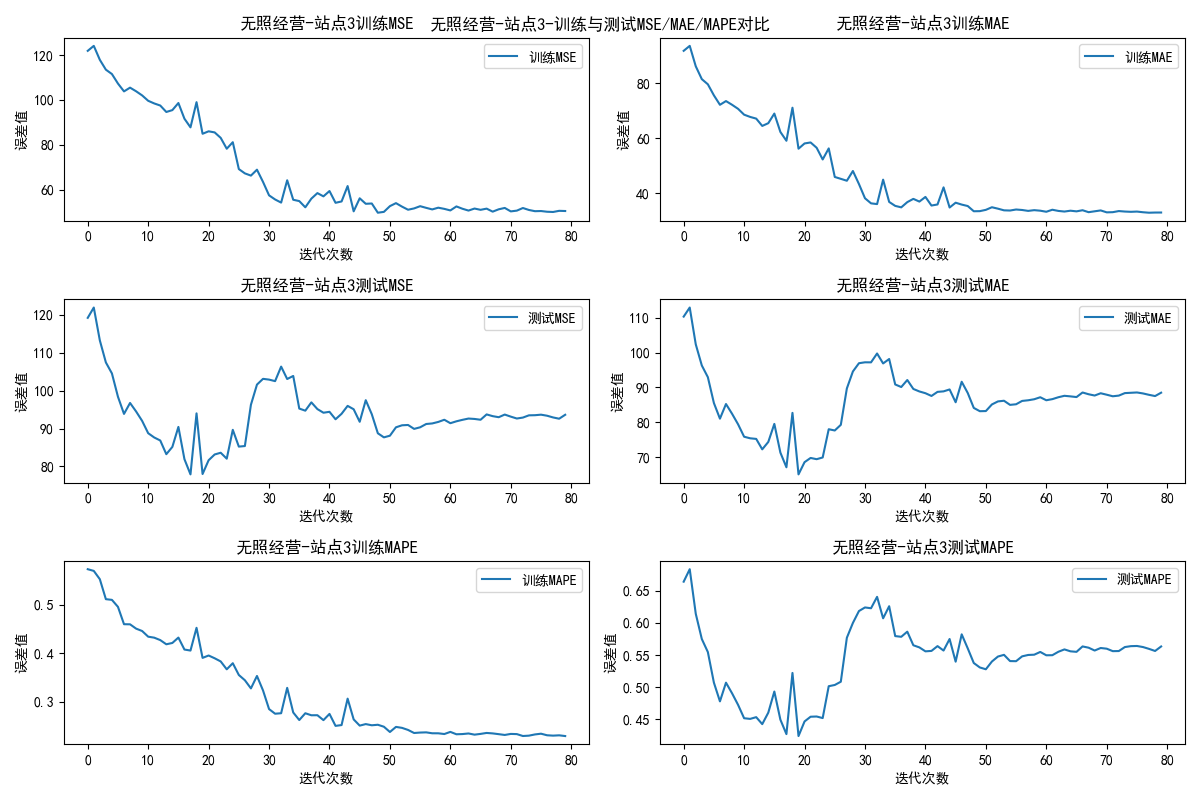 无照经营-站点3-训练与测试MSE/MAE/MAPE对比
无照经营-站点3训练MSE
训练MSE
误差值
120
100
80
60
0 10 20 30 40 50 60 70 80
迭代次数
无照经营-站点3训练MAE
训练MAE
误差值
80
60
40
0 10 20 30 40 50 60 70 80
迭代次数
无照经营-站点3测试MSE
测试MSE
误差值
120
110
100
90
80
0 10 20 30 40 50 60 70 80
迭代次数
无照经营-站点3测试MAE
测试MAE
误差值
110
100
90
80
70
0 10 20 30 40 50 60 70 80
迭代次数
无照经营-站点3训练MAPE
训练MAPE
误差值
0.5
0.4
0.3
0 10 20 30 40 50 60 70 80
迭代次数
无照经营-站点3测试MAPE
测试MAPE
误差值
0.65
0.60
0.55
0.50
0.45
0 10 20 30 40 50 60 70 80
迭代次数